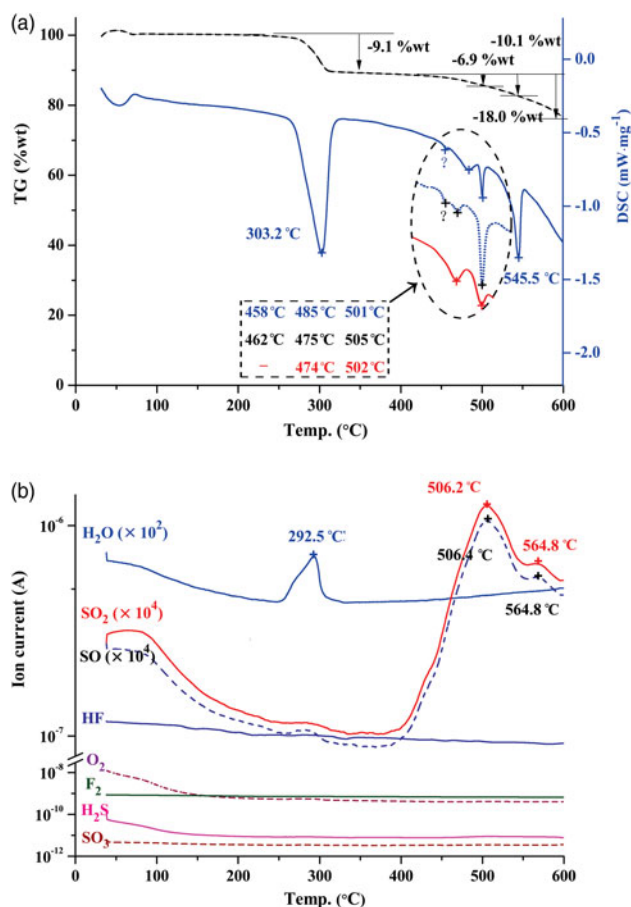 (a)
100
80
60
40
20
0
TG (%wt)
0.0
-0.5
-1.0
-1.5
-2.0
DSC (mW·mg⁻¹)
-9.1 %wt
-10.1 %wt
-6.9 %wt
-18.0 %wt
?
?
303.2 °C
545.5 °C
458°C 485°C 501°C
462°C 475°C 505°C
– 474°C 502°C
0 100 200 300 400 500 600
Temp. (°C)
(b)
10⁻⁶
10⁻⁷
10⁻⁸
10⁻¹⁰
10⁻¹²
Ion current (A)
H₂O (× 10²)
292.5 °C
506.2 °C
506.4 °C
564.8 °C
564.8 °C
SO₂ (× 10⁴)
SO (× 10⁴)
HF
O₂
F₂
H₂S
SO₃
0 100 200 300 400 500 600
Temp. (°C)